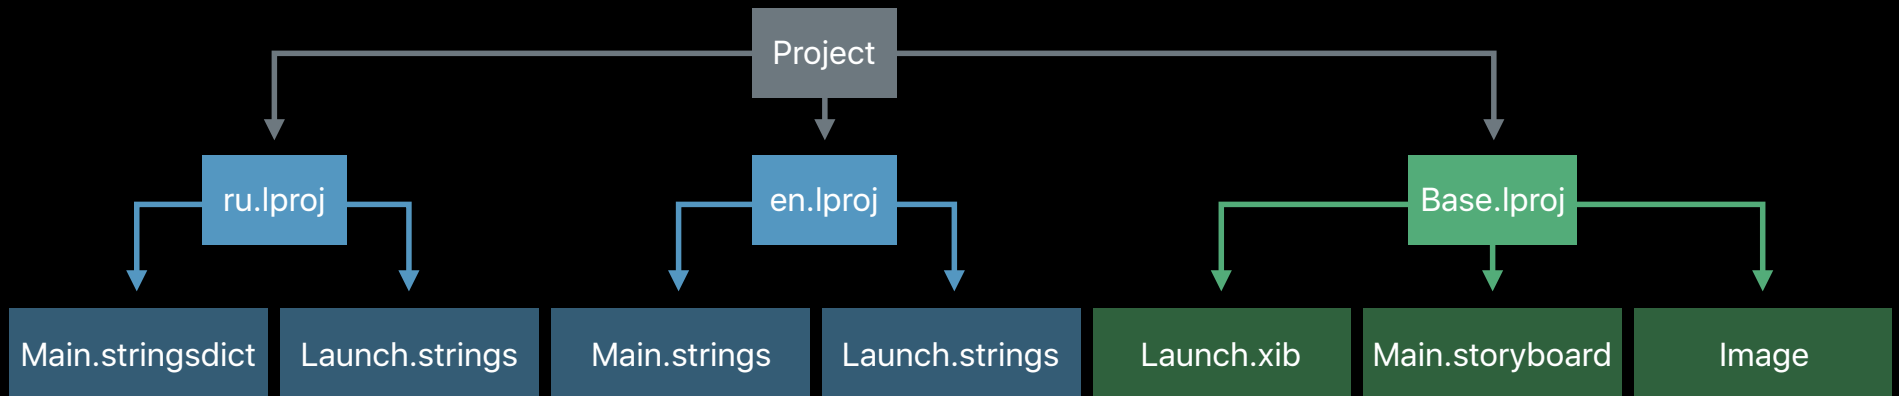 Project
ru.lproj
en.lproj
Base.lproj
Main.stringsdict
Launch.strings
Main.strings
Launch.strings
Launch.xib
Main.storyboard
Image